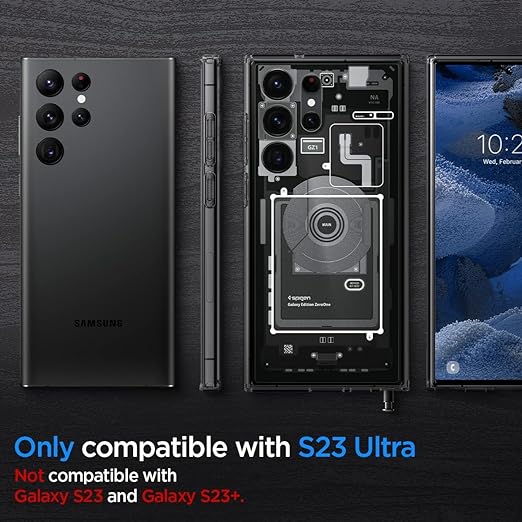 NA
GZ1
10:2
Wed, February
MAIN
spigen
Galaxy Edition ZeroOne
SAMSUNG
Only compatible with S23 Ultra
Not compatible with
Galaxy S23 and Galaxy S23+.